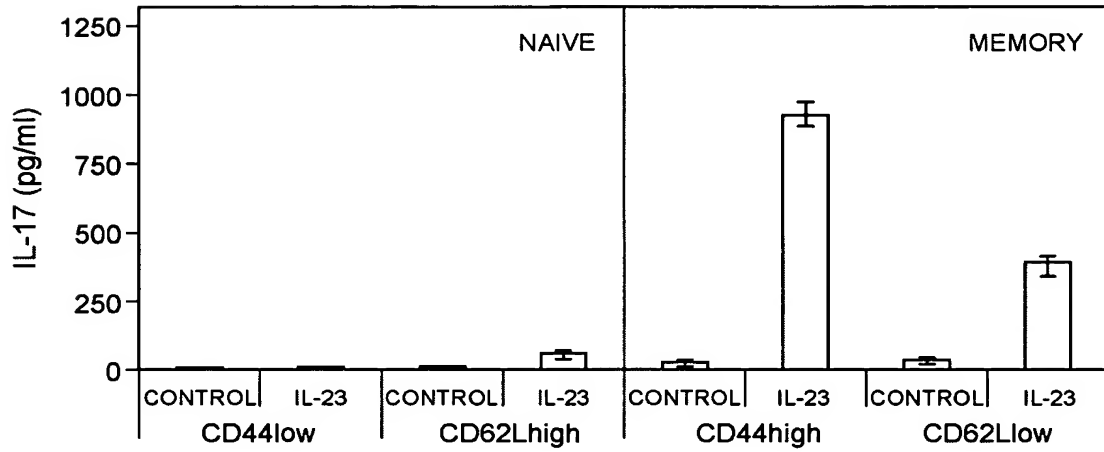 IL-17 (pg/ml)
1250
1000
750
500
250
0
NAIVE
MEMORY
CONTROL IL-23 CONTROL IL-23 CONTROL IL-23 CONTROL IL-23
CD44low CD62Lhigh CD44high CD62Llow